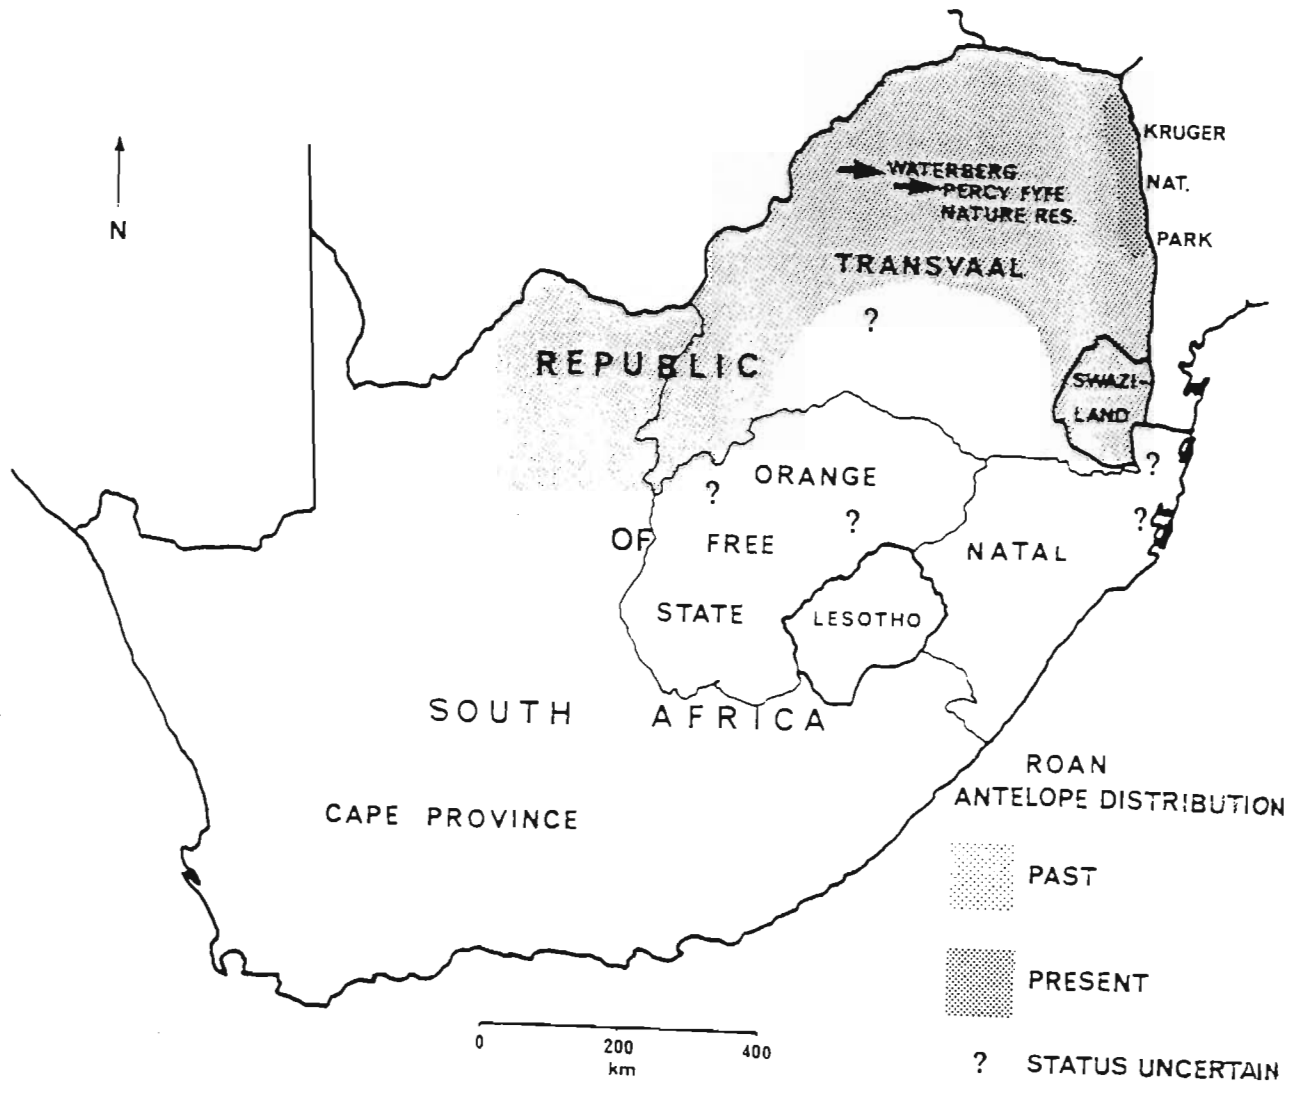 KRUGER
NAT.
PARK
WATERBERG
PERCY FYFE
NATURE RES.
N
TRANSVAAL
?
REPUBLIC
SWAZI-
LAND
?
?
ORANGE
?
?
OF
FREE
NATAL
STATE
LESOTHO
SOUTH AFRICA
CAPE PROVINCE
ROAN
ANTELOPE DISTRIBUTION
PAST
PRESENT
? STATUS UNCERTAIN
0 200 400
km